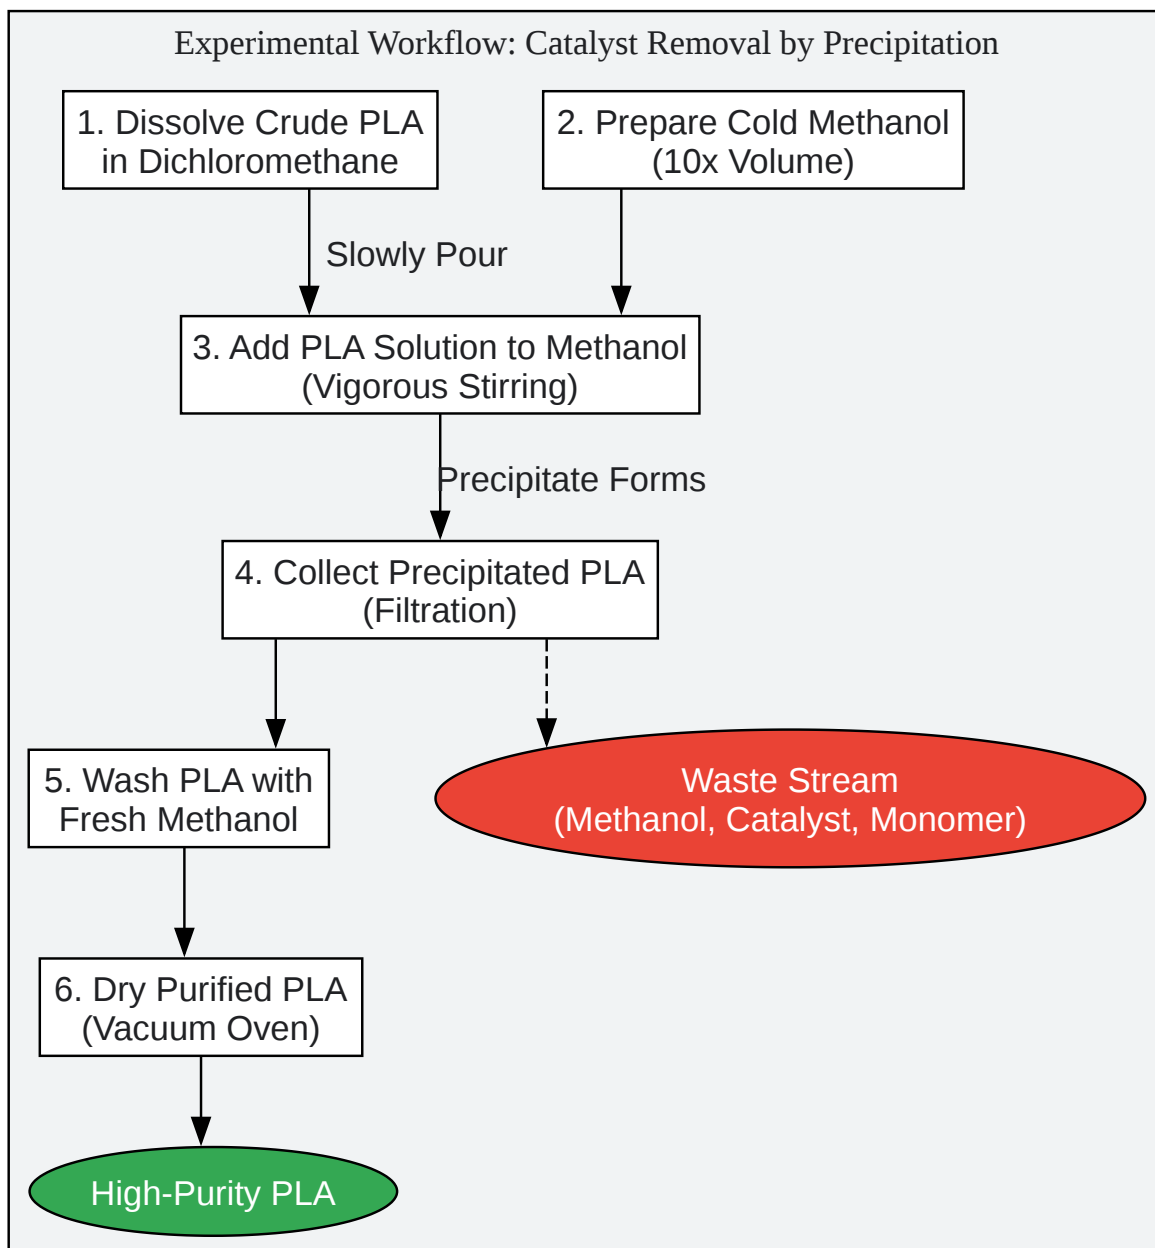 Experimental Workflow: Catalyst Removal by Precipitation
1. Dissolve Crude PLA
in Dichloromethane
2. Prepare Cold Methanol
(10x Volume)
Slowly Pour
3. Add PLA Solution to Methanol
(Vigorous Stirring)
Precipitate Forms
4. Collect Precipitated PLA
(Filtration)
5. Wash PLA with
Fresh Methanol
Waste Stream
(Methanol, Catalyst, Monomer)
6. Dry Purified PLA
(Vacuum Oven)
High-Purity PLA